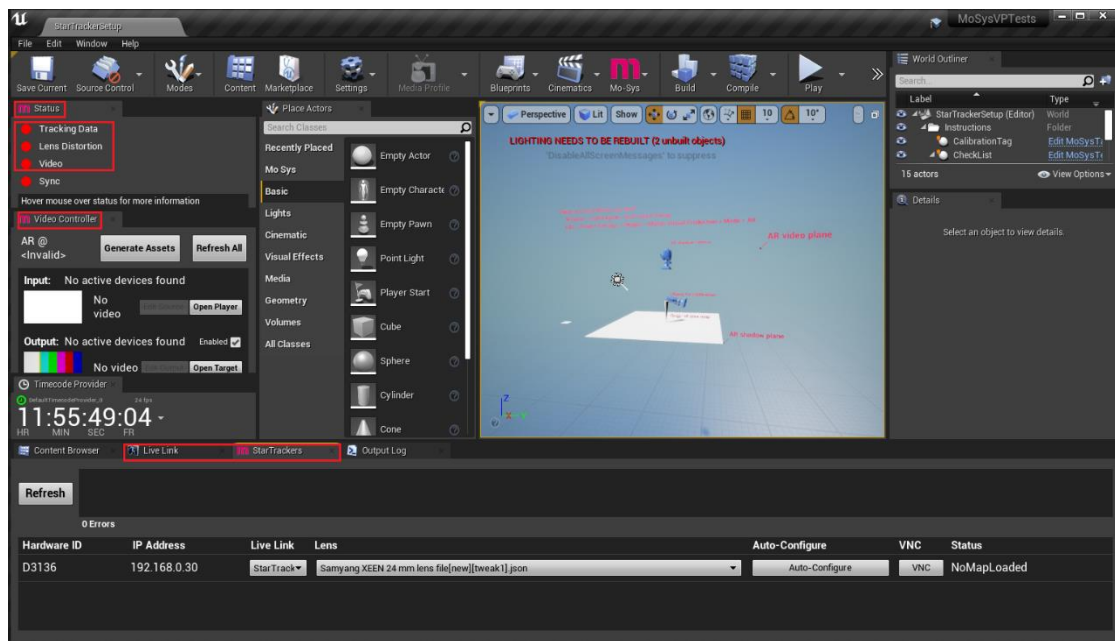 StarTrackerSetup
MoSysVPTests
File Edit Window Help
Save Current Source Control Modes Content Marketplace Settings Media Profile Blueprints Cinematics Mo-Sys Build Compile Play
Status
Tracking Data
Lens Distortion
Video
Sync
Hover mouse over status for more information
Video Controller
AR @
<Invalid>
Generate Assets Refresh All
Input: No active devices found
No video
Open Player
Output: No active devices found Enabled
No video
Open Target
Timecode Provider
DefaultTimecodeProvider_0 24 fps
11:55:49:04
HR MIN SEC FR
Place Actors
Search Classes
Recently Placed
Mo Sys
Basic
Lights
Cinematic
Visual Effects
Media
Geometry
Volumes
All Classes
Empty Actor
Empty Characte
Empty Pawn
Point Light
Player Start
Cube
Sphere
Cylinder
Cone
Perspective Lit Show 10 10°
LIGHTING NEEDS TO BE REBUILT (2 unbuilt objects)
'DisableAllScreenMessages' to suppress
AR video plane
AR shadow plane
Z
X
World Outliner
Search...
Label Type
StarTrackerSetup (Editor) World
Instructions Folder
CalibrationTag Edit MoSysTa
CheckList Edit MoSysTe
15 actors View Options
Details
Select an object to view details.
Content Browser Live Link StarTrackers Output Log
Refresh
0 Errors
Hardware ID IP Address Live Link Lens Auto-Configure VNC Status
D3136 192.168.0.30 StarTrack Samyang XEEN 24 mm lens file[new][tweak1].json Auto-Configure VNC NoMapLoaded